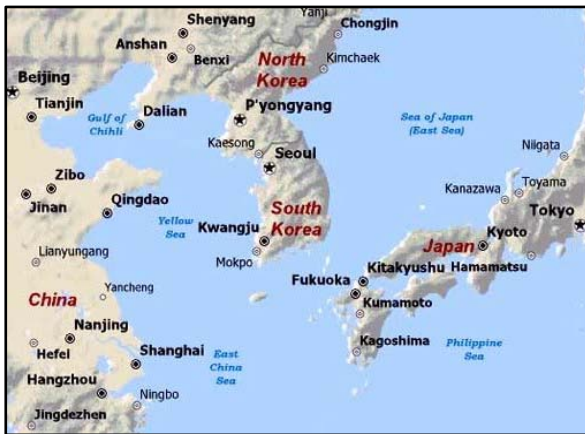 Yanji
Chongjin
Shenyang
Anshan
Benxi
North
Korea
Kimchaek
Beijing
Tianjin
Gulf of
Chihli
Dalian
P'yongyang
Sea of Japan
(East Sea)
Kaesong
Seoul
Niigata
Zibo
Jinan
Qingdao
Yellow
Sea
Kwangju
South
Korea
Mokpo
Kanazawa
Toyama
Tokyo
Japan
Kyoto
Lianyungang
Fukuoka
Kitakyushu
Hamamatsu
China
Yancheng
Kumamoto
Nanjing
Hefei
Shanghai
East
China
Sea
Kagoshima
Philippine
Sea
Hangzhou
Ningbo
Jingdezhen